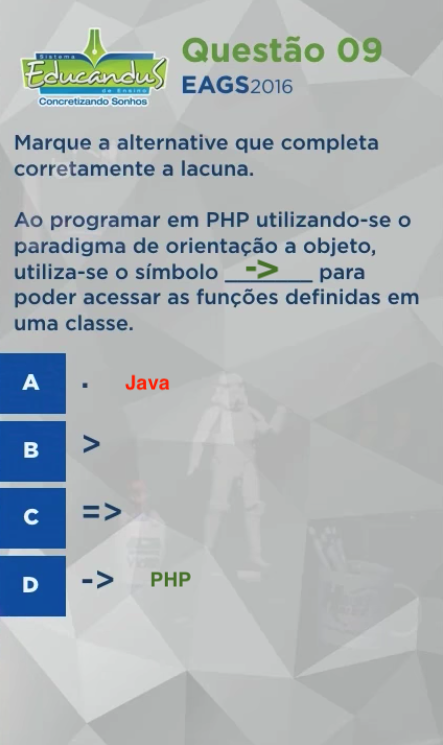 Sistema
Educandus
de Ensino
Concretizando Sonhos
Questão 09
EAGS2016
Marque a alternative que completa
corretamente a lacuna.
Ao programar em PHP utilizando-se o
paradigma de orientação a objeto,
utiliza-se o símbolo ___->___ para
poder acessar as funções definidas em
uma classe.
A . Java
B >
C =>
D -> PHP